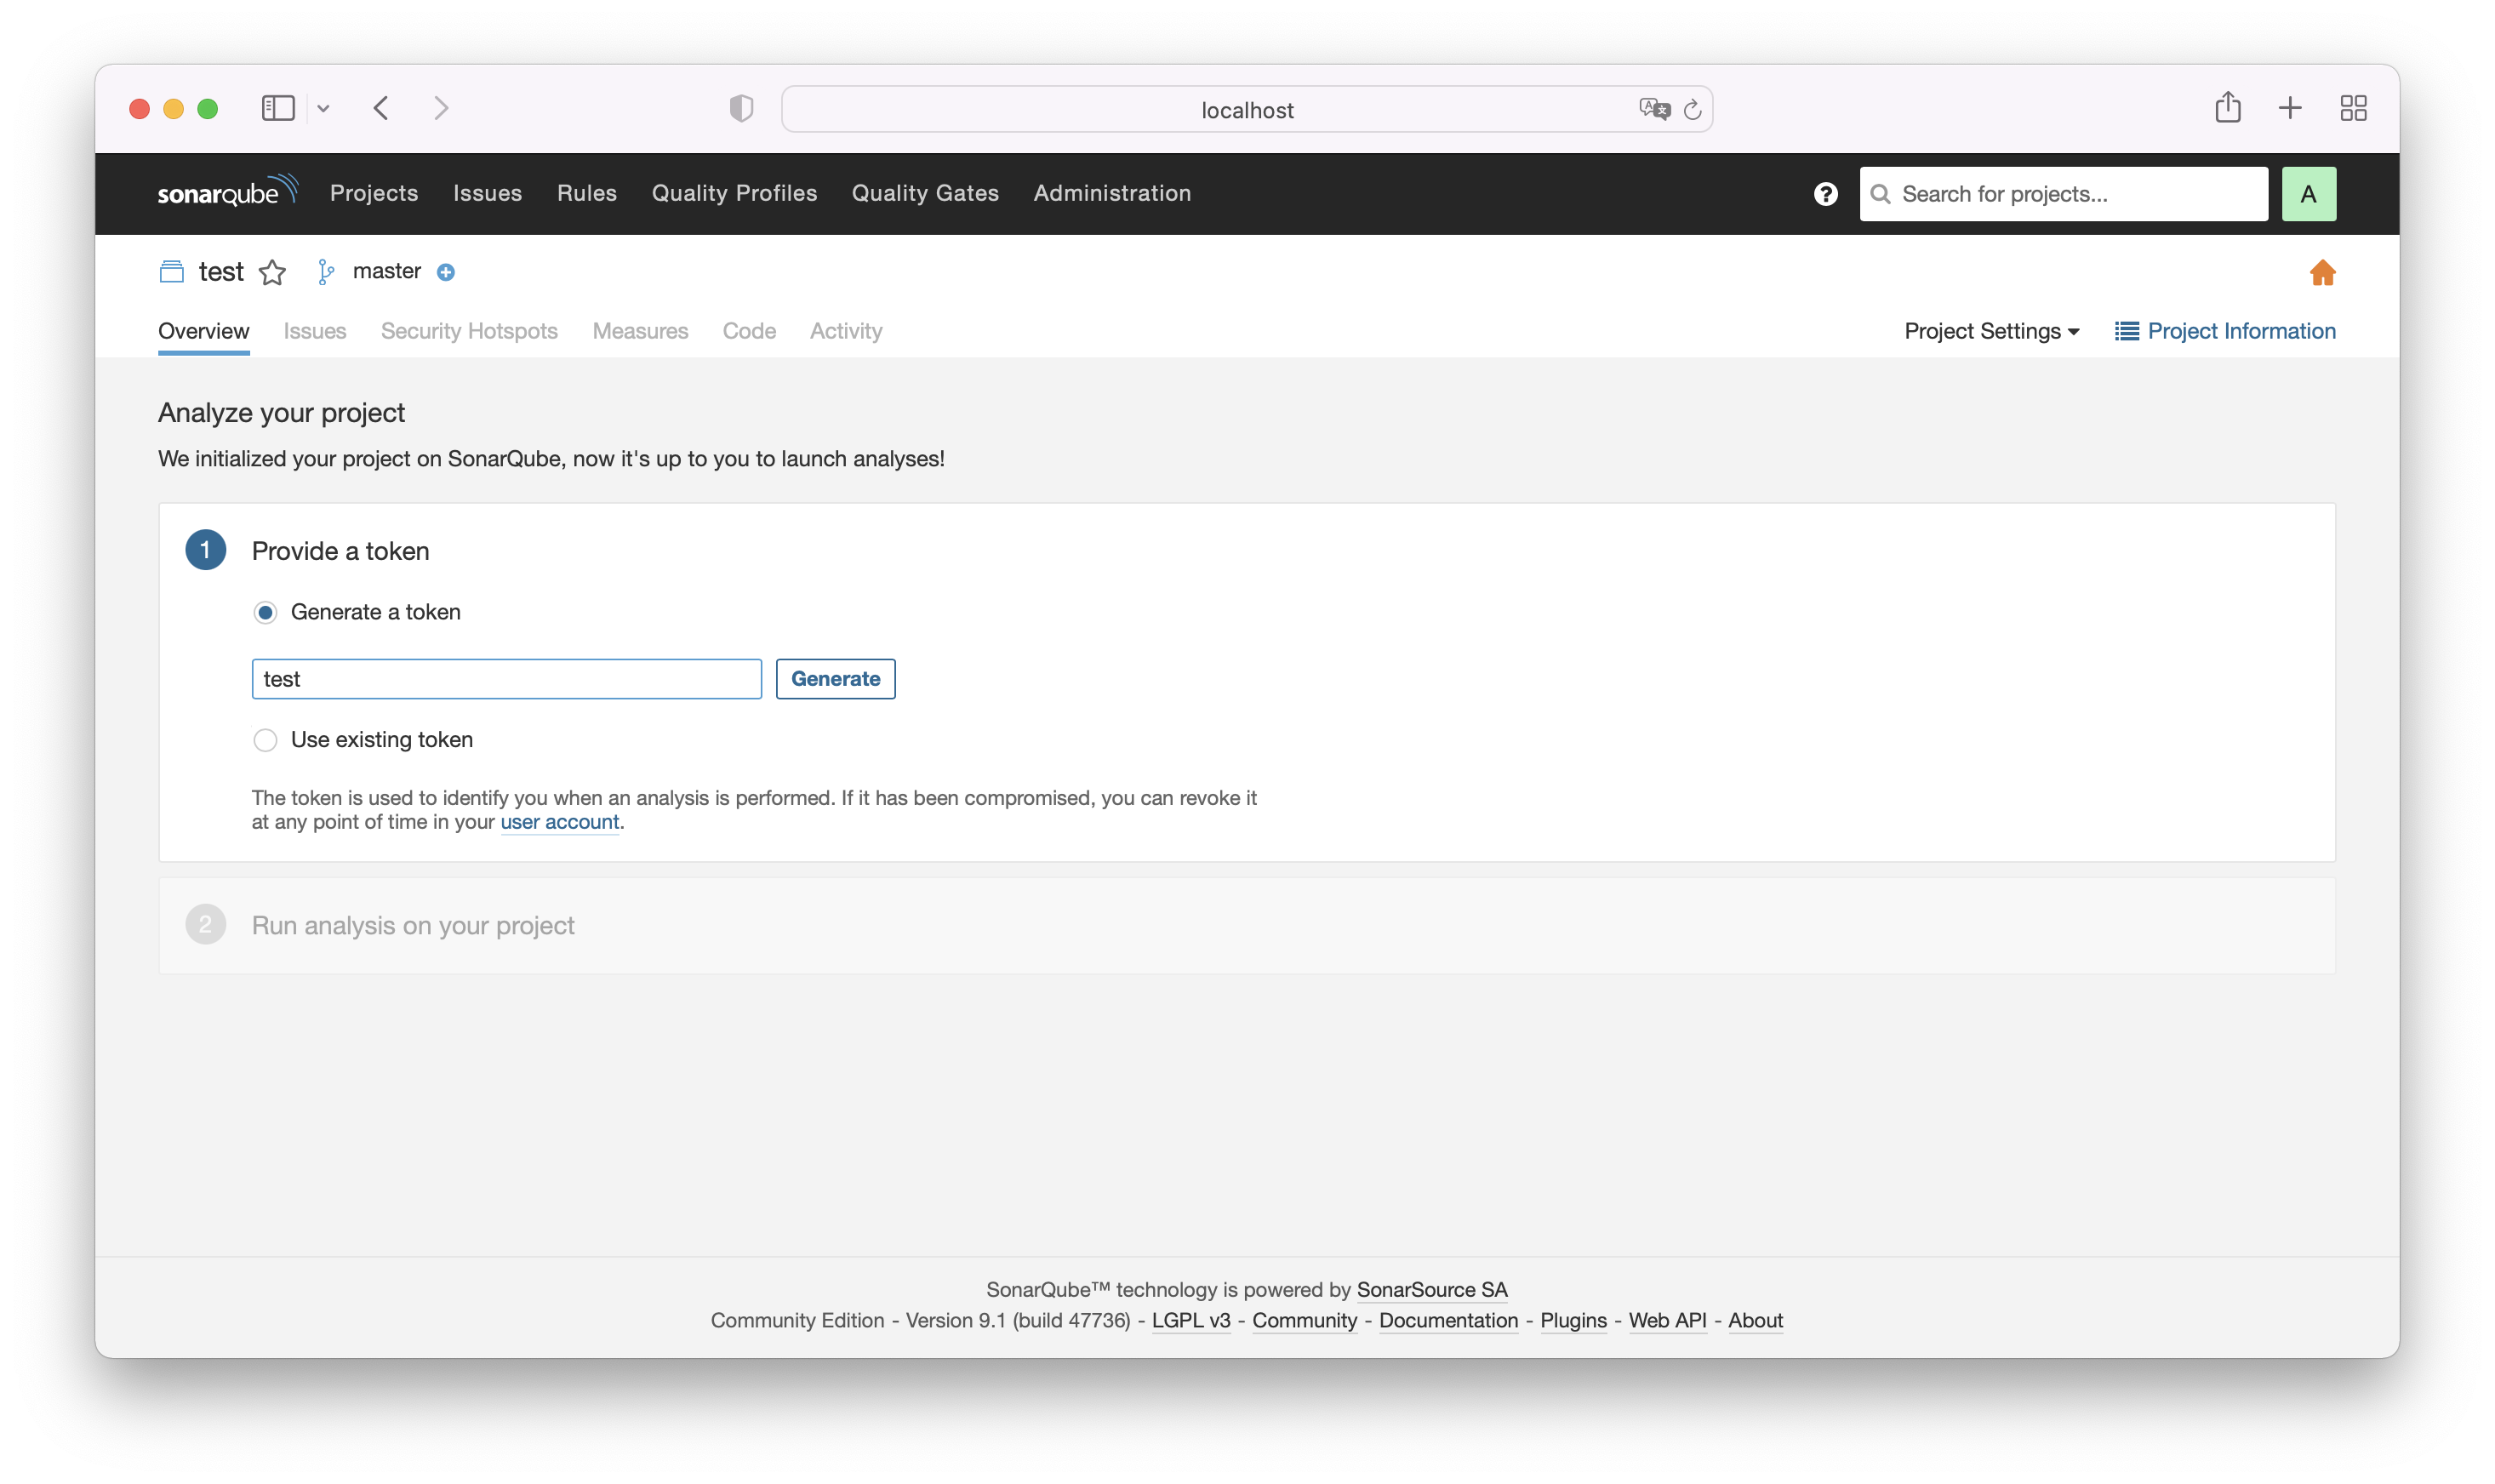 localhost
sonarqube Projects Issues Rules Quality Profiles Quality Gates Administration ? Search for projects... A
test master
Overview Issues Security Hotspots Measures Code Activity Project Settings Project Information
Analyze your project
We initialized your project on SonarQube, now it's up to you to launch analyses!
1 Provide a token
Generate a token
test Generate
Use existing token
The token is used to identify you when an analysis is performed. If it has been compromised, you can revoke it
at any point of time in your user account.
2 Run analysis on your project
SonarQube™ technology is powered by SonarSource SA
Community Edition - Version 9.1 (build 47736) - LGPL v3 - Community - Documentation - Plugins - Web API - About